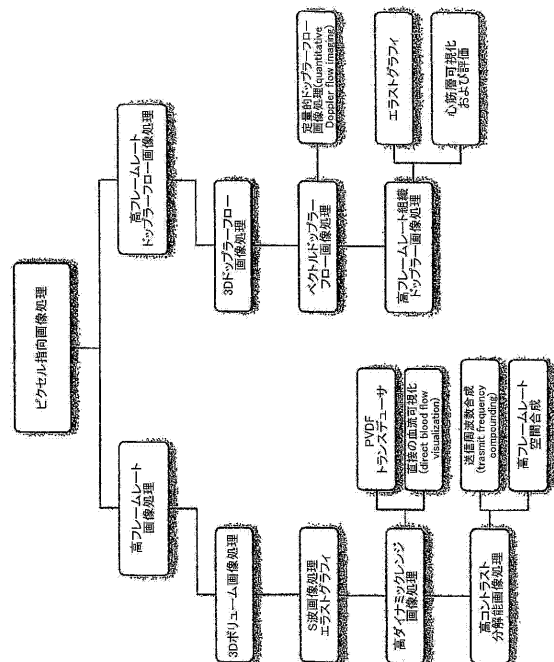 ピクセル指向画像処理
高フレームレート
画像処理
3Dボリューム画像処理
S波画像処理
エラストグラフィ
高ダイナミックレンジ
画像処理
PVDF
トランスデューサ
直接の血流可視化
(direct blood flow
visualization)
高コントラスト
分解能画像処理
送信周波数合成
(trasmit frequency
compounding)
高フレームレート
空間合成
高フレームレート
ドップラーフロー画像処理
3Dドップラーフロー
画像処理
ベクトルドップラー
フロー画像処理
定量的ドップラーフロー
画像処理(quantitative
Doppler flow imaging)
高フレームレート組織
ドップラー画像処理
エラストグラフィ
心筋層可視化
および評価